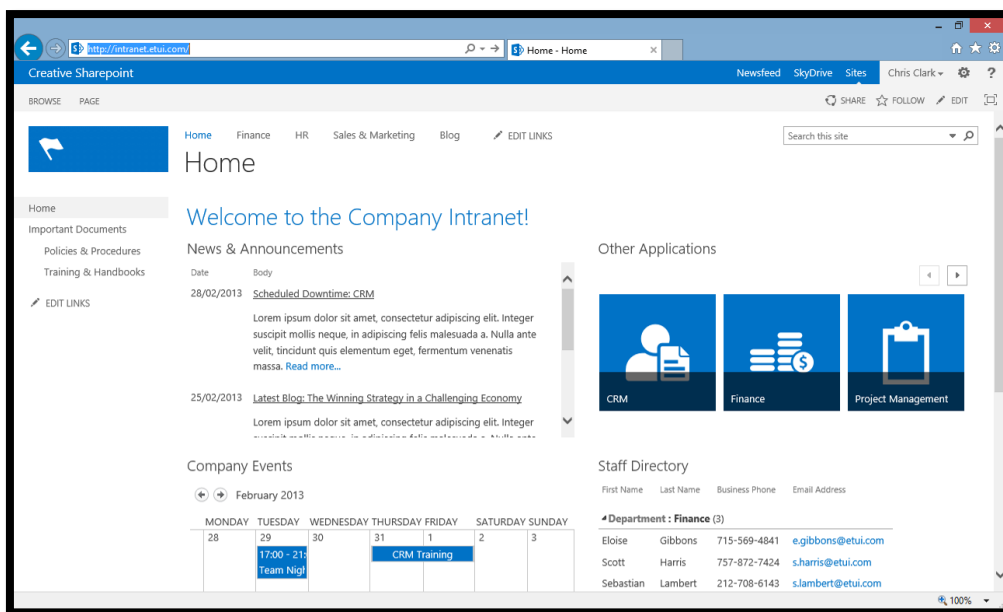 http://intranet.etui.com/
Home - Home
Creative Sharepoint
Newsfeed SkyDrive Sites Chris Clark ?
BROWSE PAGE
SHARE FOLLOW EDIT
Home Finance HR Sales & Marketing Blog EDIT LINKS
Search this site
Home
Home
Important Documents
Policies & Procedures
Training & Handbooks
EDIT LINKS
Welcome to the Company Intranet!
News & Announcements
Date Body
28/02/2013 Scheduled Downtime: CRM
Lorem ipsum dolor sit amet, consectetur adipiscing elit. Integer
suscipit mollis neque, in adipiscing felis malesuada a. Nulla ante
velit, tincidunt quis elementum eget, fermentum venenatis
massa. Read more...
25/02/2013 Latest Blog: The Winning Strategy in a Challenging Economy
Lorem ipsum dolor sit amet, consectetur adipiscing elit. Integer
suscipit mollis neque, in adipiscing felis malesuada a. Nulla ante
Other Applications
CRM
Finance
Project Management
Company Events
February 2013
MONDAY TUESDAY WEDNESDAY THURSDAY FRIDAY SATURDAY SUNDAY
28 29 30 31 1 2 3
17:00 - 21:
Team Nigh
CRM Training
Staff Directory
First Name Last Name Business Phone Email Address
Department : Finance (3)
Eloise Gibbons 715-569-4841 e.gibbons@etui.com
Scott Harris 757-872-7424 s.harris@etui.com
Sebastian Lambert 212-708-6143 s.lambert@etui.com
100%